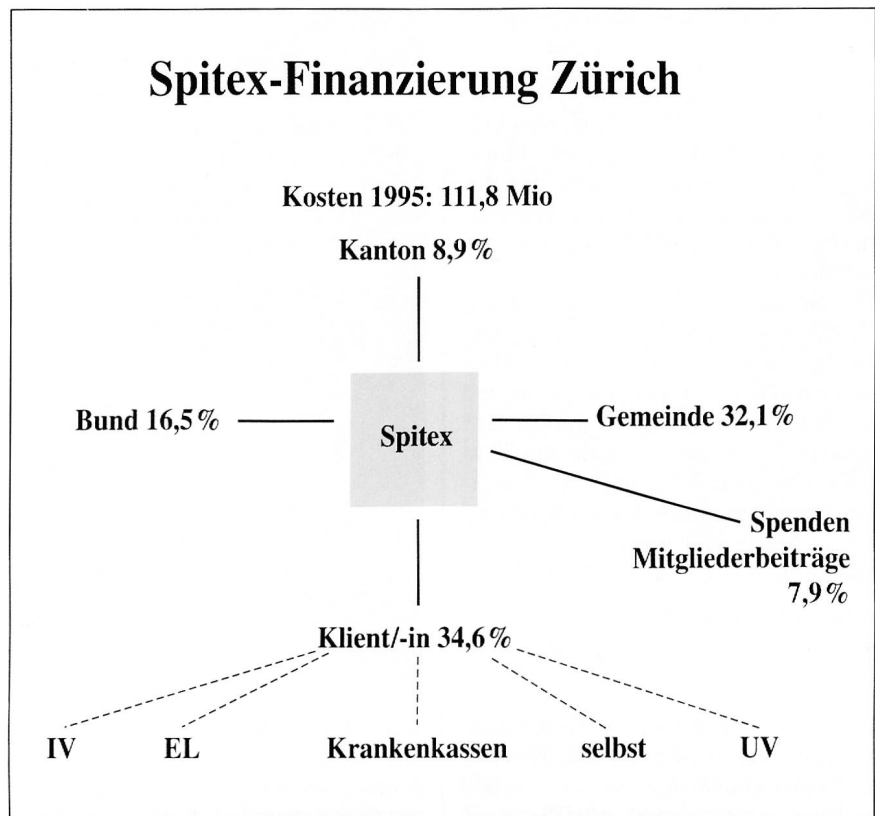 Spitex-Finanzierung Zürich
Kosten 1995: 111,8 Mio
Kanton 8,9%
Bund 16,5%
Spitex
Gemeinde 32,1%
Spenden
Mitgliederbeiträge
7,9%
Klient/-in 34,6%
IV
EL
Krankenkassen
selbst
UV